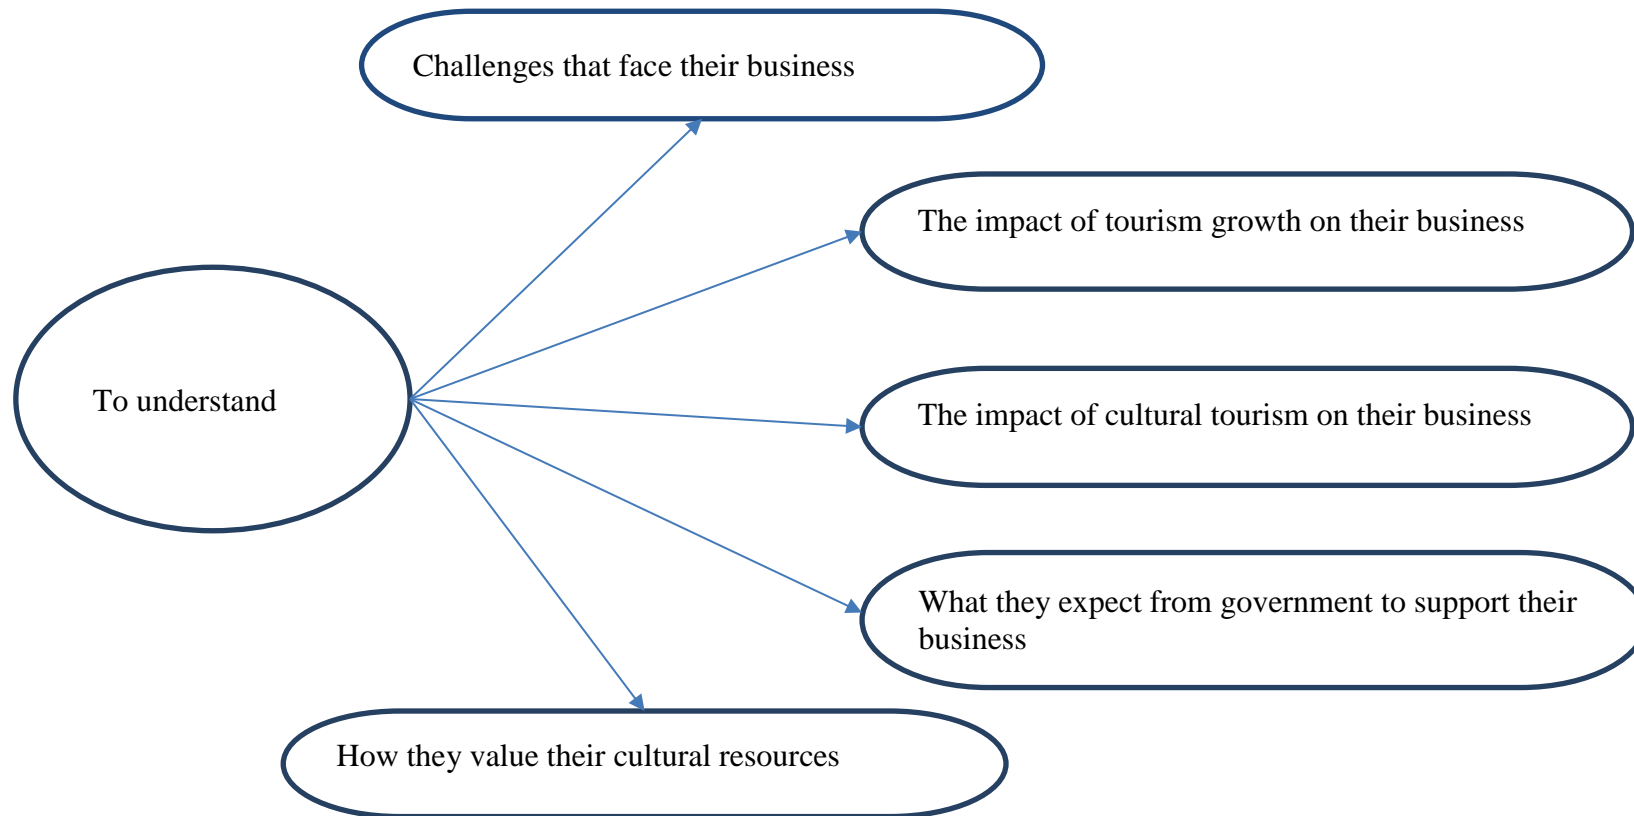 Challenges that face their business
The impact of tourism growth on their business
To understand
The impact of cultural tourism on their business
What they expect from government to support their
business
How they value their cultural resources